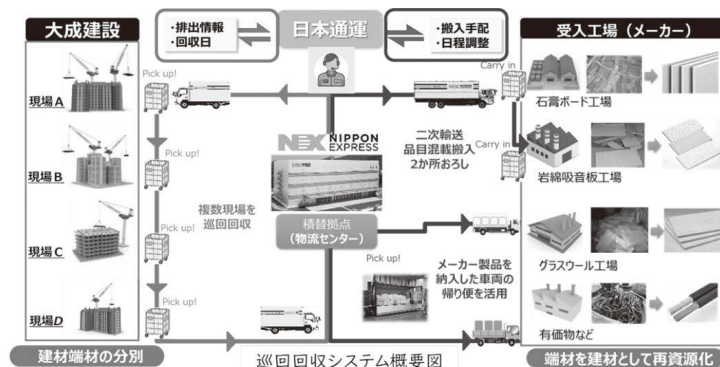 大成建設
・排出情報
・回収日
日本通運
・搬入手配
・日程調整
受入工場（メーカー）
現場A
現場B
現場C
現場D
Pick up!
Pick up!
Pick up!
Pick up!
複数現場を
巡回回収
NX NIPPON
EXPRESS
積替拠点
（物流センター）
二次輸送
品目混載搬入
2か所おろし
Carry in
Carry in
Pick up!
メーカー製品を
納入した車両の
帰り便を活用
石膏ボード工場
岩綿吸音板工場
グラスウール工場
有価物など
建材端材の分別
巡回回収システム概要図
端材を建材として再資源化